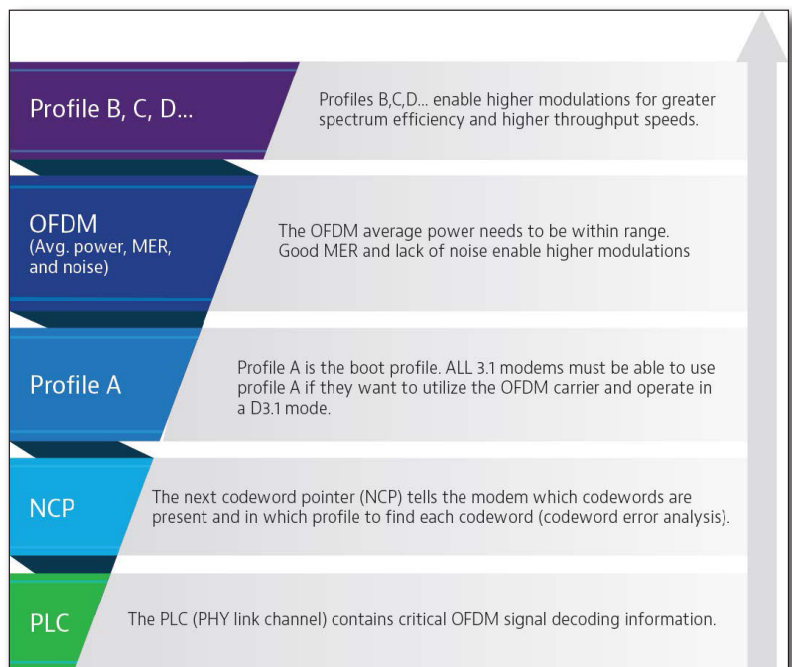 Profile B, C, D...
Profiles B,C,D... enable higher modulations for greater
spectrum efficiency and higher throughput speeds.
OFDM
(Avg. power, MER,
and noise)
The OFDM average power needs to be within range.
Good MER and lack of noise enable higher modulations
Profile A
Profile A is the boot profile. ALL 3.1 modems must be able to use
profile A if they want to utilize the OFDM carrier and operate in
a D3.1 mode.
NCP
The next codeword pointer (NCP) tells the modem which codewords are
present and in which profile to find each codeword (codeword error analysis).
PLC
The PLC (PHY link channel) contains critical OFDM signal decoding information.